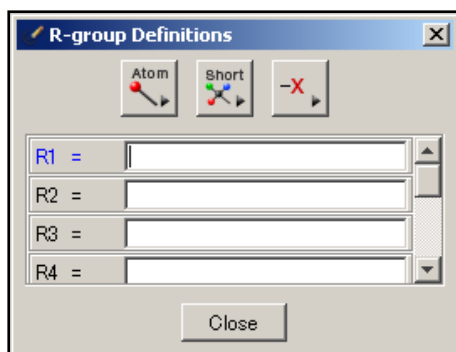 R-group Definitions
Atom Short -X
R1 =
R2 =
R3 =
R4 =
Close